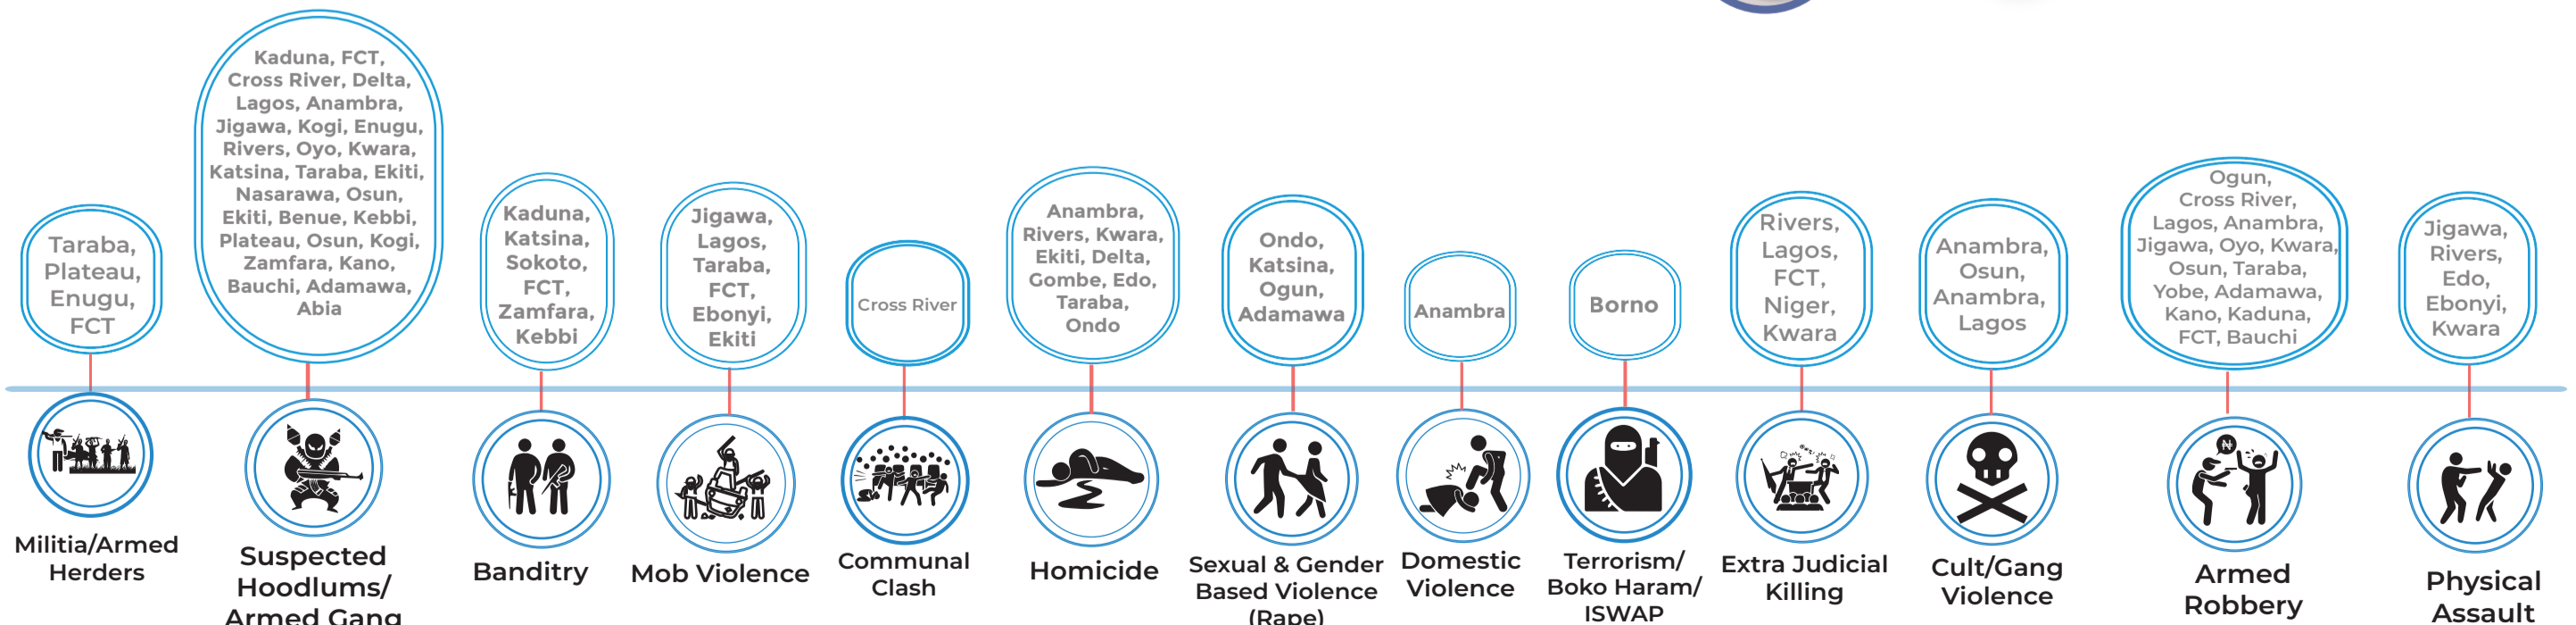 Taraba,
Plateau,
Enugu,
FCT
Militia/Armed
Herders
Kaduna, FCT,
Cross River, Delta,
Lagos, Anambra,
Jigawa, Kogi, Enugu,
Rivers, Oyo, Kwara,
Katsina, Taraba, Ekiti,
Nasarawa, Osun,
Ekiti, Benue, Kebbi,
Plateau, Osun, Kogi,
Zamfara, Kano,
Bauchi, Adamawa,
Abia
Suspected
Hoodlums/
Armed Gang
Kaduna,
Katsina,
Sokoto,
FCT,
Zamfara,
Kebbi
Banditry
Jigawa,
Lagos,
Taraba,
FCT,
Ebonyi,
Ekiti
Mob Violence
Cross River
Communal
Clash
Anambra,
Rivers, Kwara,
Ekiti, Delta,
Gombe, Edo,
Taraba,
Ondo
Homicide
Ondo,
Katsina,
Ogun,
Adamawa
Sexual & Gender
Based Violence
(Rape)
Anambra
Domestic
Violence
Borno
Terrorism/
Boko Haram/
ISWAP
Rivers,
Lagos,
FCT,
Niger,
Kwara
Extra Judicial
Killing
Anambra,
Osun,
Anambra,
Lagos
Cult/Gang
Violence
Ogun,
Cross River,
Lagos, Anambra,
Jigawa, Oyo, Kwara,
Osun, Taraba,
Yobe, Adamawa,
Kano, Kaduna,
FCT, Bauchi
₦
Armed
Robbery
Jigawa,
Rivers,
Edo,
Ebonyi,
Kwara
Physical
Assault